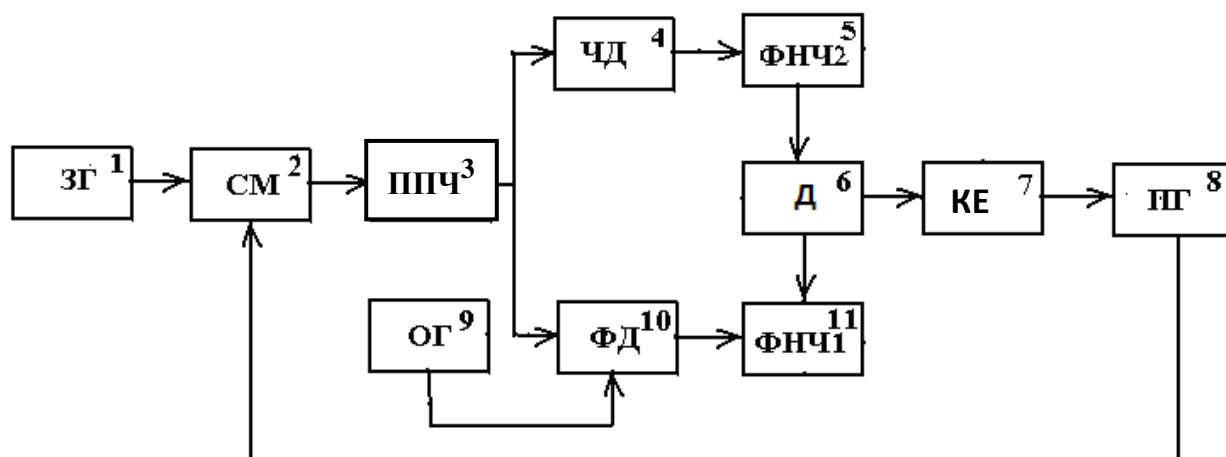 ЧД 4
ФНЧ2 5
ЗГ 1
СМ 2
ППЧ 3
Д 6
КЕ 7
ПГ 8
ОГ 9
ФД 10
ФНЧ1 11